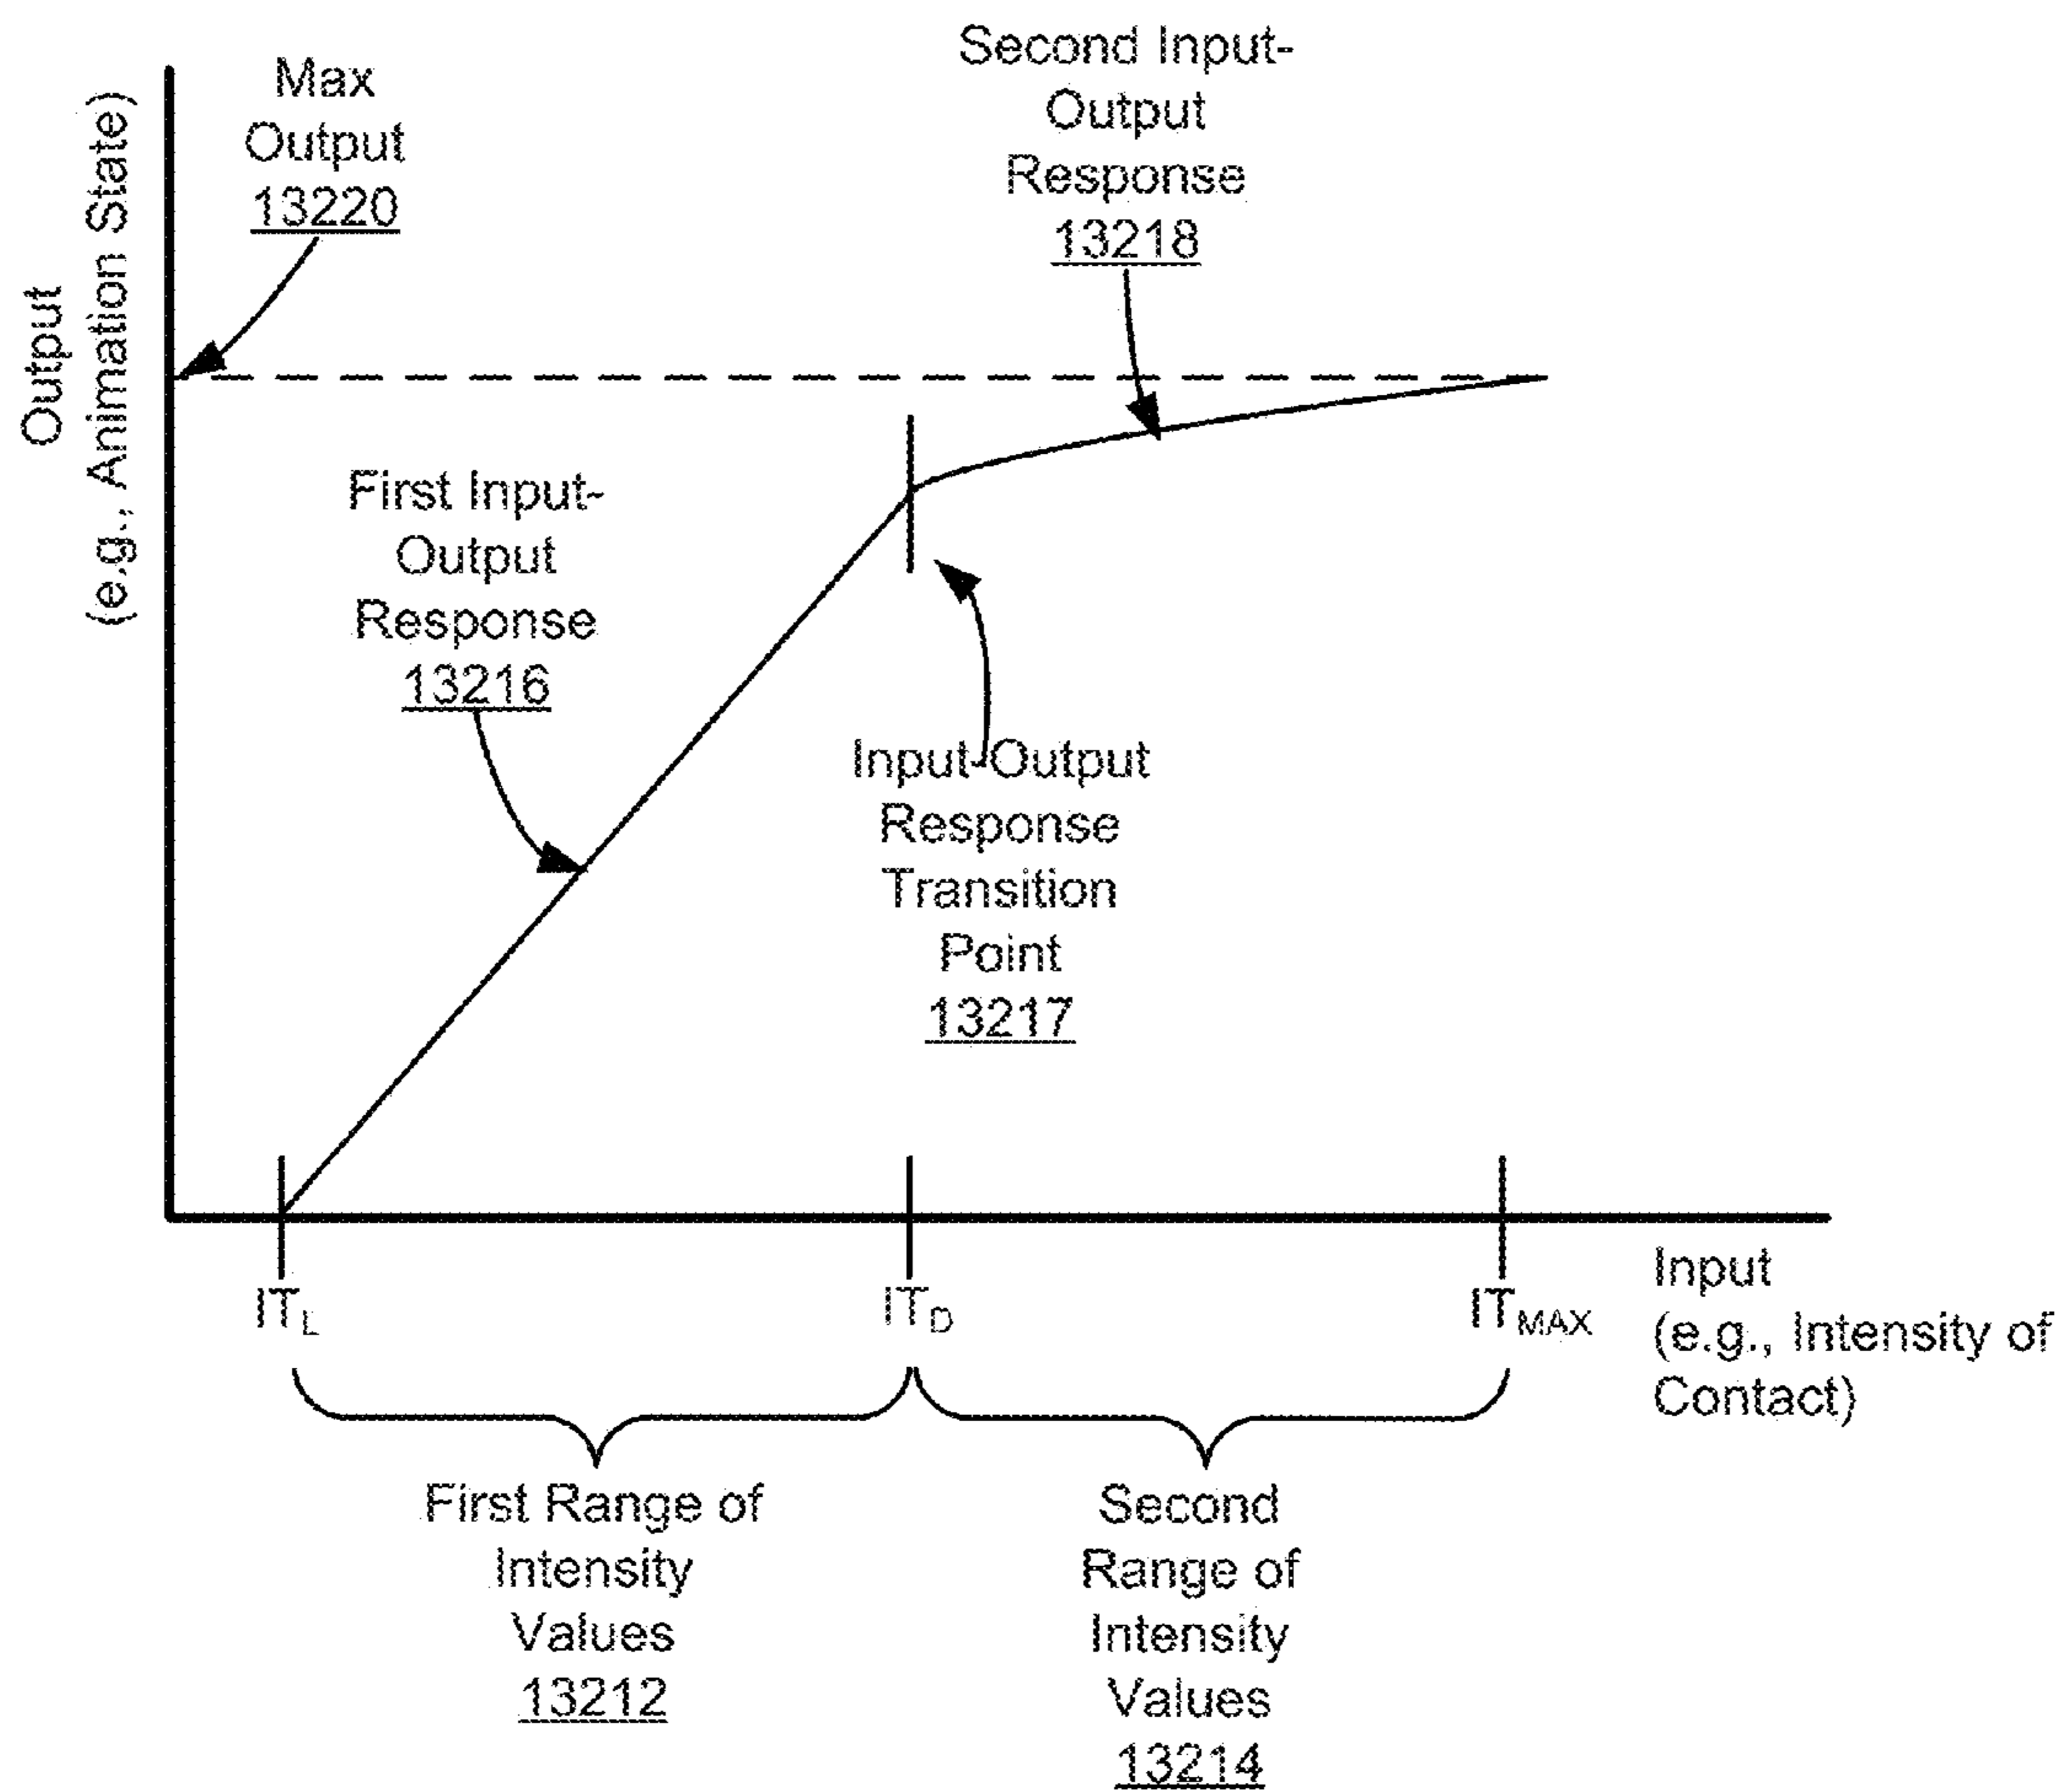 Output
(e.g., Animation State)
Max
Output
13220
Second Input-
Output
Response
13218
First Input-
Output
Response
13216
Input-Output
Response
Transition
Point
13217
IT_L
IT_D
IT_MAX
Input
(e.g., Intensity of
Contact)
First Range of
Intensity
Values
13212
Second
Range of
Intensity
Values
13214